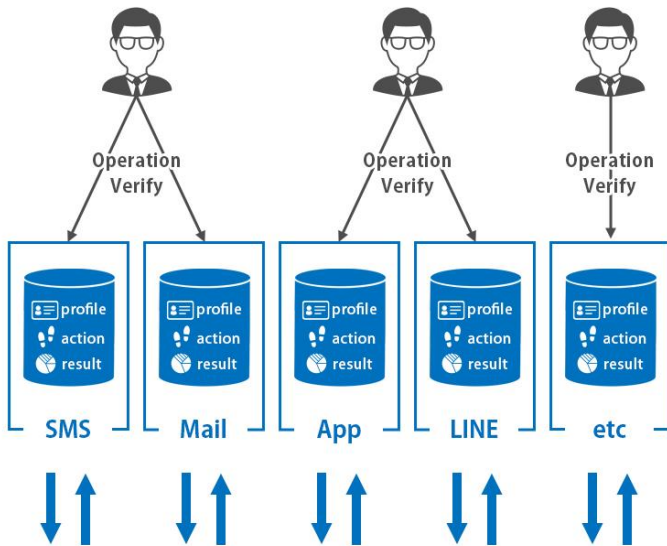 Operation
Verify
Operation
Verify
Operation
Verify
profile
action
result
SMS
profile
action
result
Mail
profile
action
result
App
profile
action
result
LINE
profile
action
result
etc